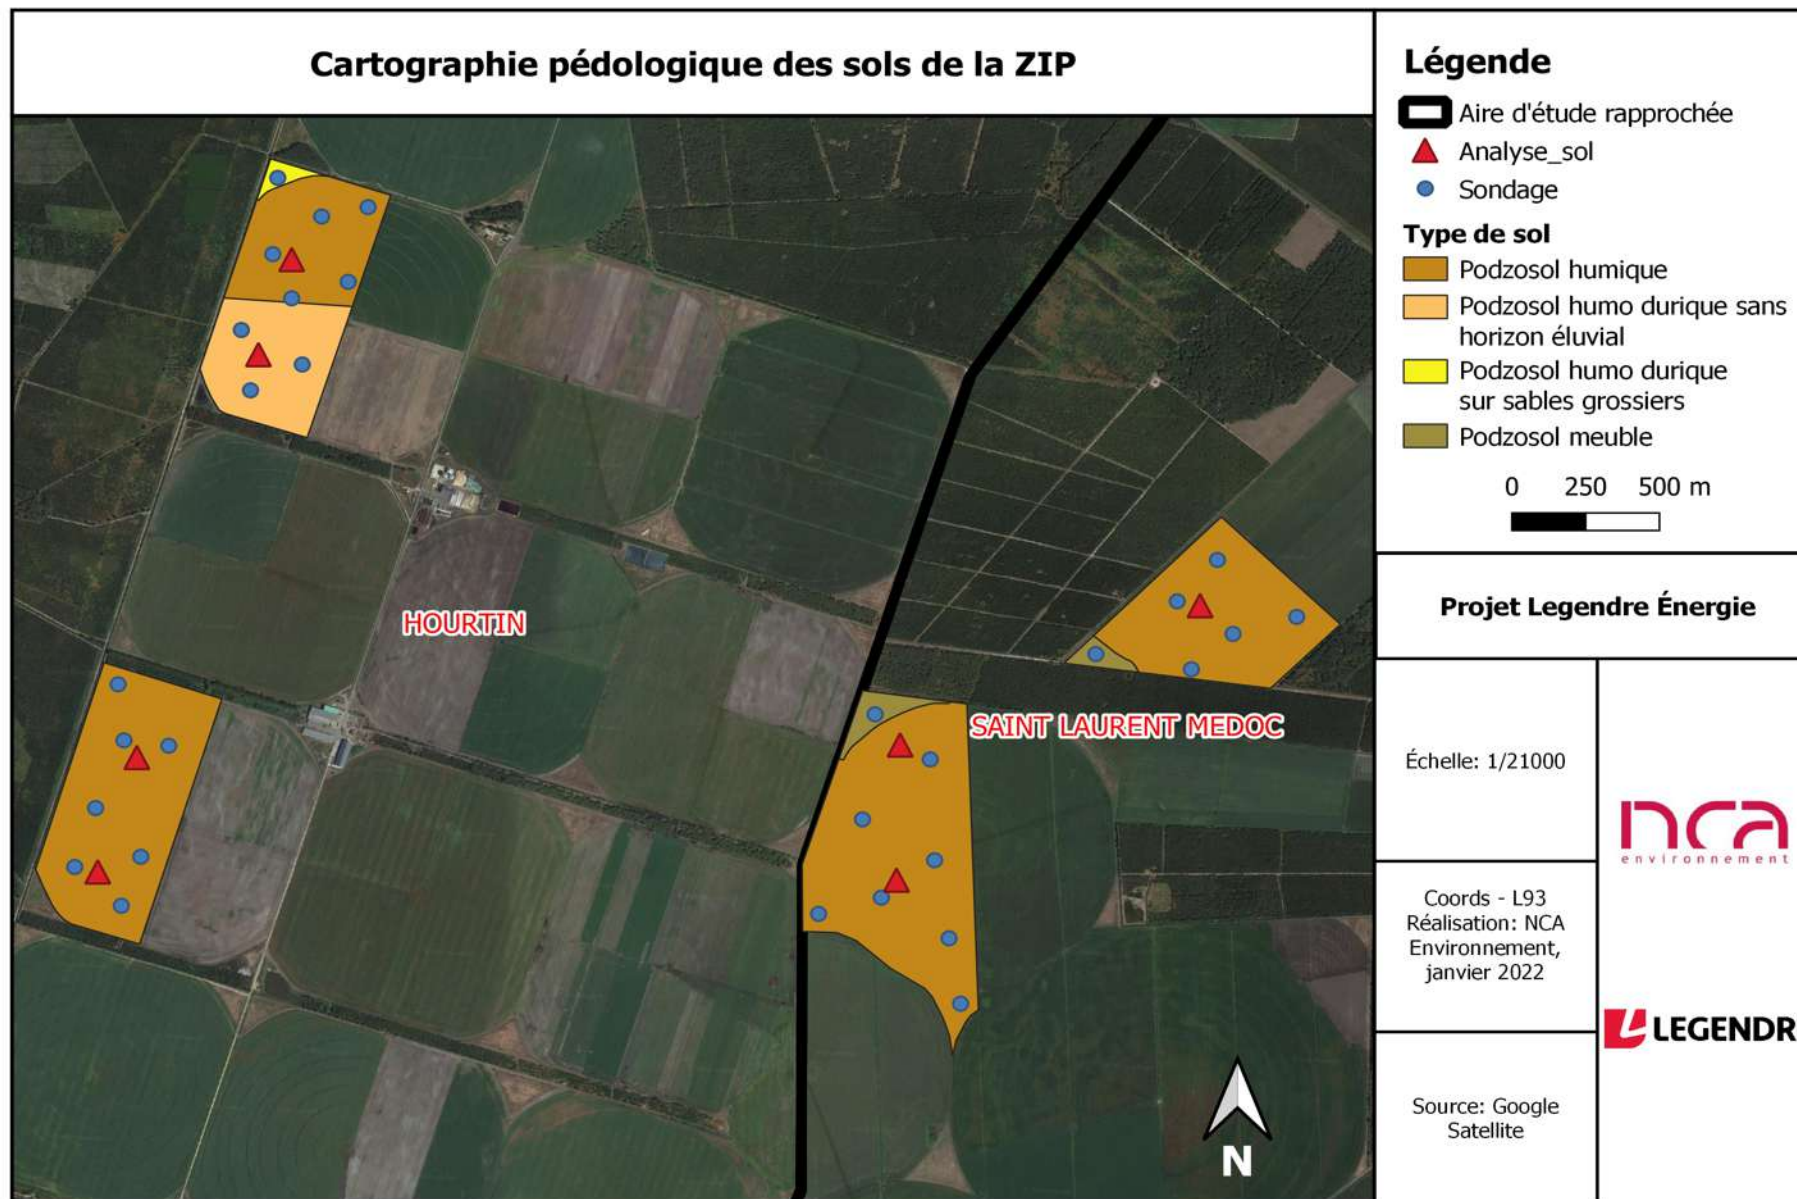 Cartographie pédologique des sols de la ZIP
HOURTIN
SAINT LAURENT MEDOC
N
Légende
Aire d'étude rapprochée
Analyse_sol
Sondage
Type de sol
Podzosol humique
Podzosol humo durique sans
horizon éluvial
Podzosol humo durique
sur sables grossiers
Podzosol meuble
0 250 500 m
Projet Legendre Énergie
Échelle: 1/21000
Coords - L93
Réalisation: NCA
Environnement,
janvier 2022
Source: Google
Satellite
nca
environnement
LEGENDR